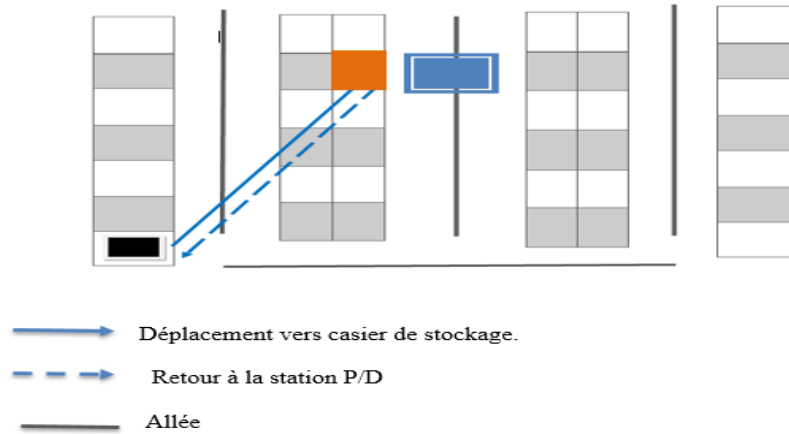 Déplacement vers casier de stockage.
Retour à la station P/D
Allée